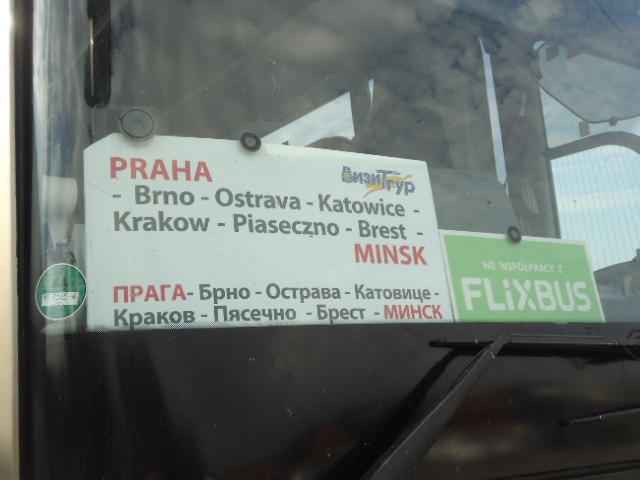 PRAHA
ВизиТТур
- Brno - Ostrava - Katowice -
Krakow - Piaseczno - Brest -
MINSK
ПРАГА- Брно - Острава - Катовице -
Краков - Пясечно - Брест - МИНСК
WE WSPÓŁPRACY Z
FLiXBUS